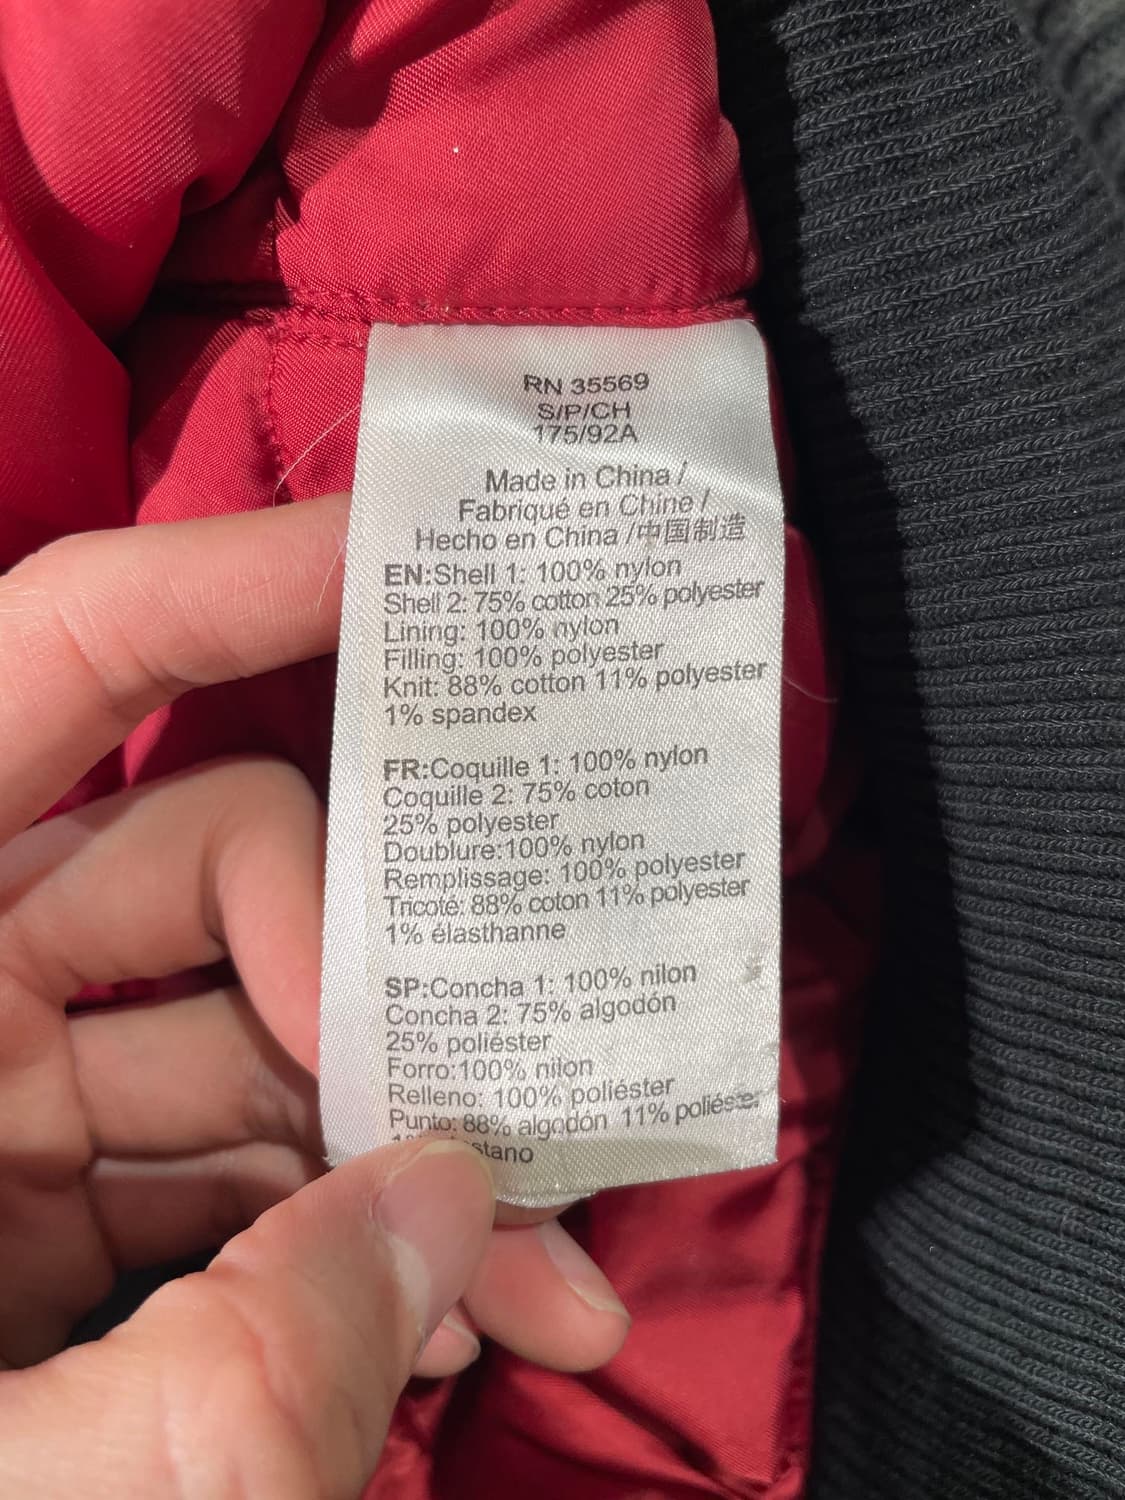 RN 35569
S/P/CH
175/92A
Made in China /
Fabriqué en Chine /
Hecho en China /中国制造
EN:Shell 1: 100% nylon
Shell 2: 75% cotton 25% polyester
Lining: 100% nylon
Filling: 100% polyester
Knit: 88% cotton 11% polyester
1% spandex
FR:Coquille 1: 100% nylon
Coquille 2: 75% coton
25% polyester
Doublure:100% nylon
Remplissage: 100% polyester
Tricoté: 88% coton 11% polyester
1% élasthanne
SP:Concha 1: 100% nilon
Concha 2: 75% algodón
25% poliéster
Forro:100% nilon
Relleno: 100% poliéster
Punto: 88% algodón 11% poliéster